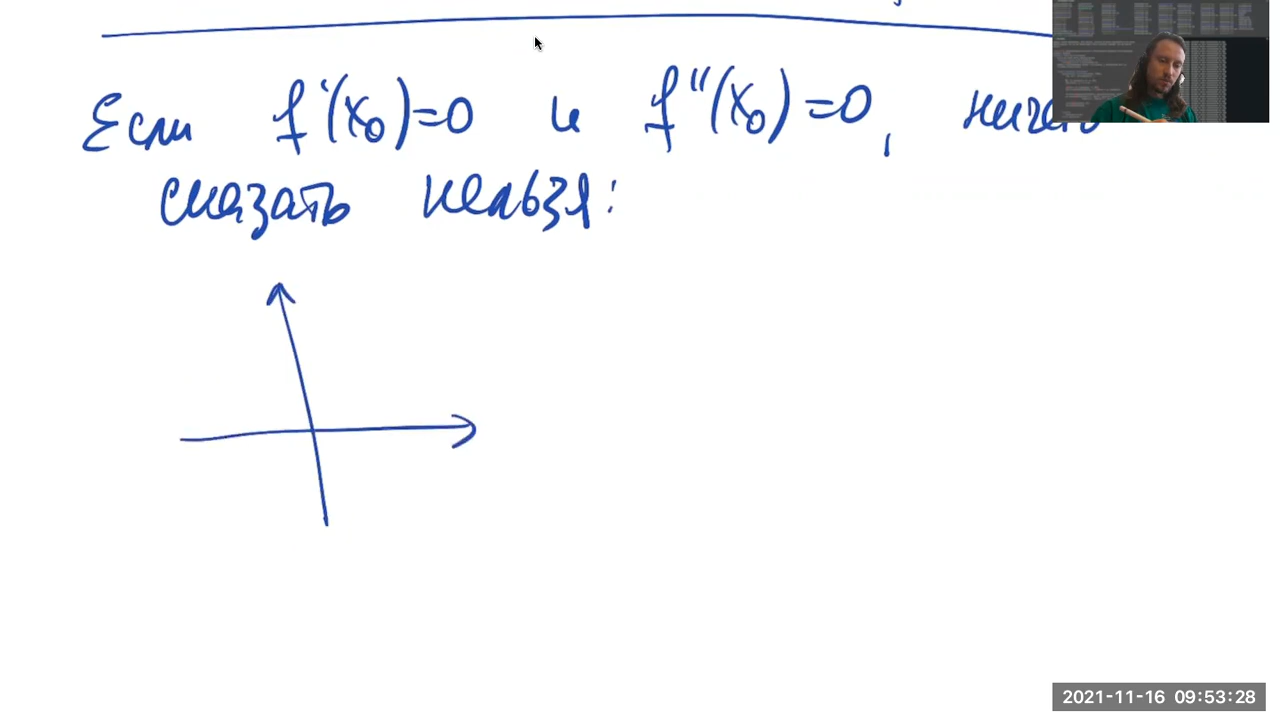 Если f'(x₀)=0 и f''(x₀)=0, ничего
сказать нельзя:
2021-11-16 09:53:28